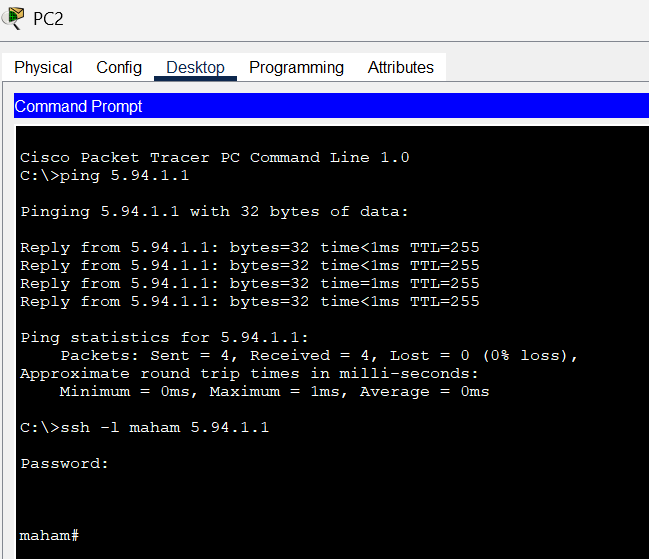 PC2
Physical Config Desktop Programming Attributes
Command Prompt
Cisco Packet Tracer PC Command Line 1.0
C:\>ping 5.94.1.1
Pinging 5.94.1.1 with 32 bytes of data:
Reply from 5.94.1.1: bytes=32 time<1ms TTL=255
Reply from 5.94.1.1: bytes=32 time<1ms TTL=255
Reply from 5.94.1.1: bytes=32 time=1ms TTL=255
Reply from 5.94.1.1: bytes=32 time<1ms TTL=255
Ping statistics for 5.94.1.1:
    Packets: Sent = 4, Received = 4, Lost = 0 (0% loss),
Approximate round trip times in milli-seconds:
    Minimum = 0ms, Maximum = 1ms, Average = 0ms
C:\>ssh -l maham 5.94.1.1
Password:
maham#